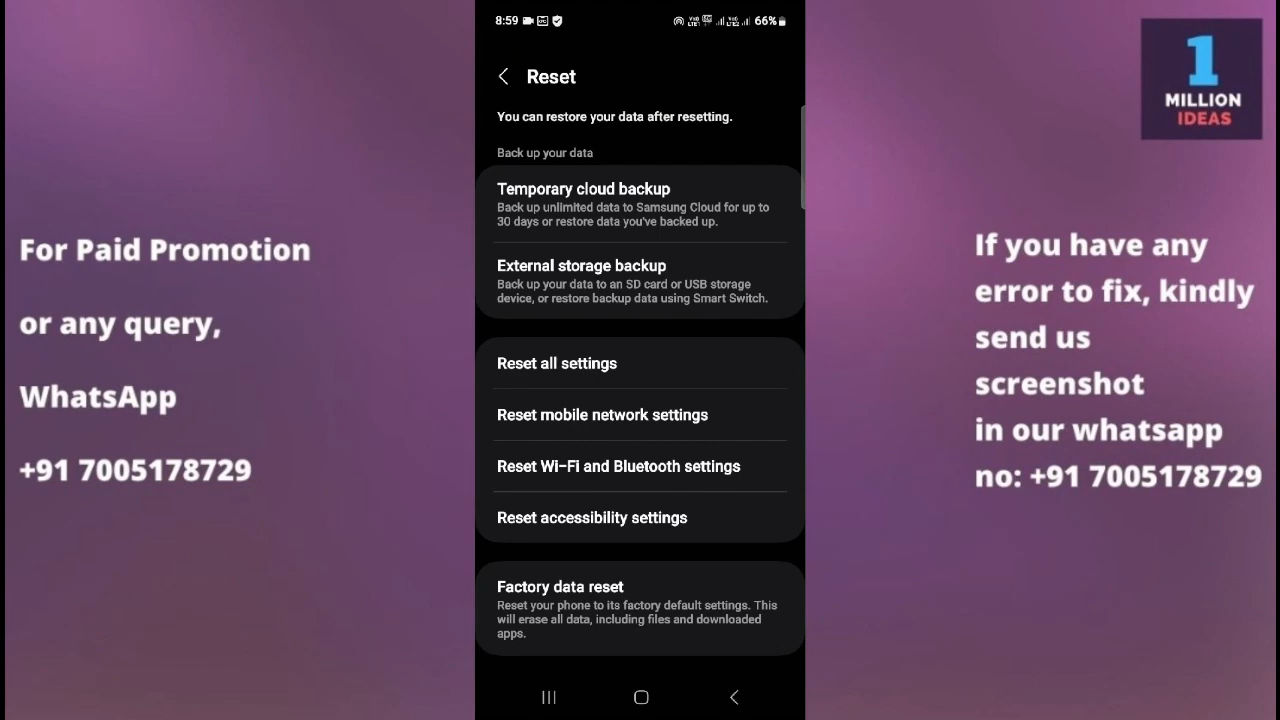 For Paid Promotion
or any query,
WhatsApp
+91 7005178729
8:59
66%
Reset
You can restore your data after resetting.
Back up your data
Temporary cloud backup
Back up unlimited data to Samsung Cloud for up to
30 days or restore data you've backed up.
External storage backup
Back up your data to an SD card or USB storage
device, or restore backup data using Smart Switch.
Reset all settings
Reset mobile network settings
Reset Wi-Fi and Bluetooth settings
Reset accessibility settings
Factory data reset
Reset your phone to its factory default settings. This
will erase all data, including files and downloaded
apps.
1
MILLION
IDEAS
If you have any
error to fix, kindly
send us
screenshot
in our whatsapp
no: +91 7005178729